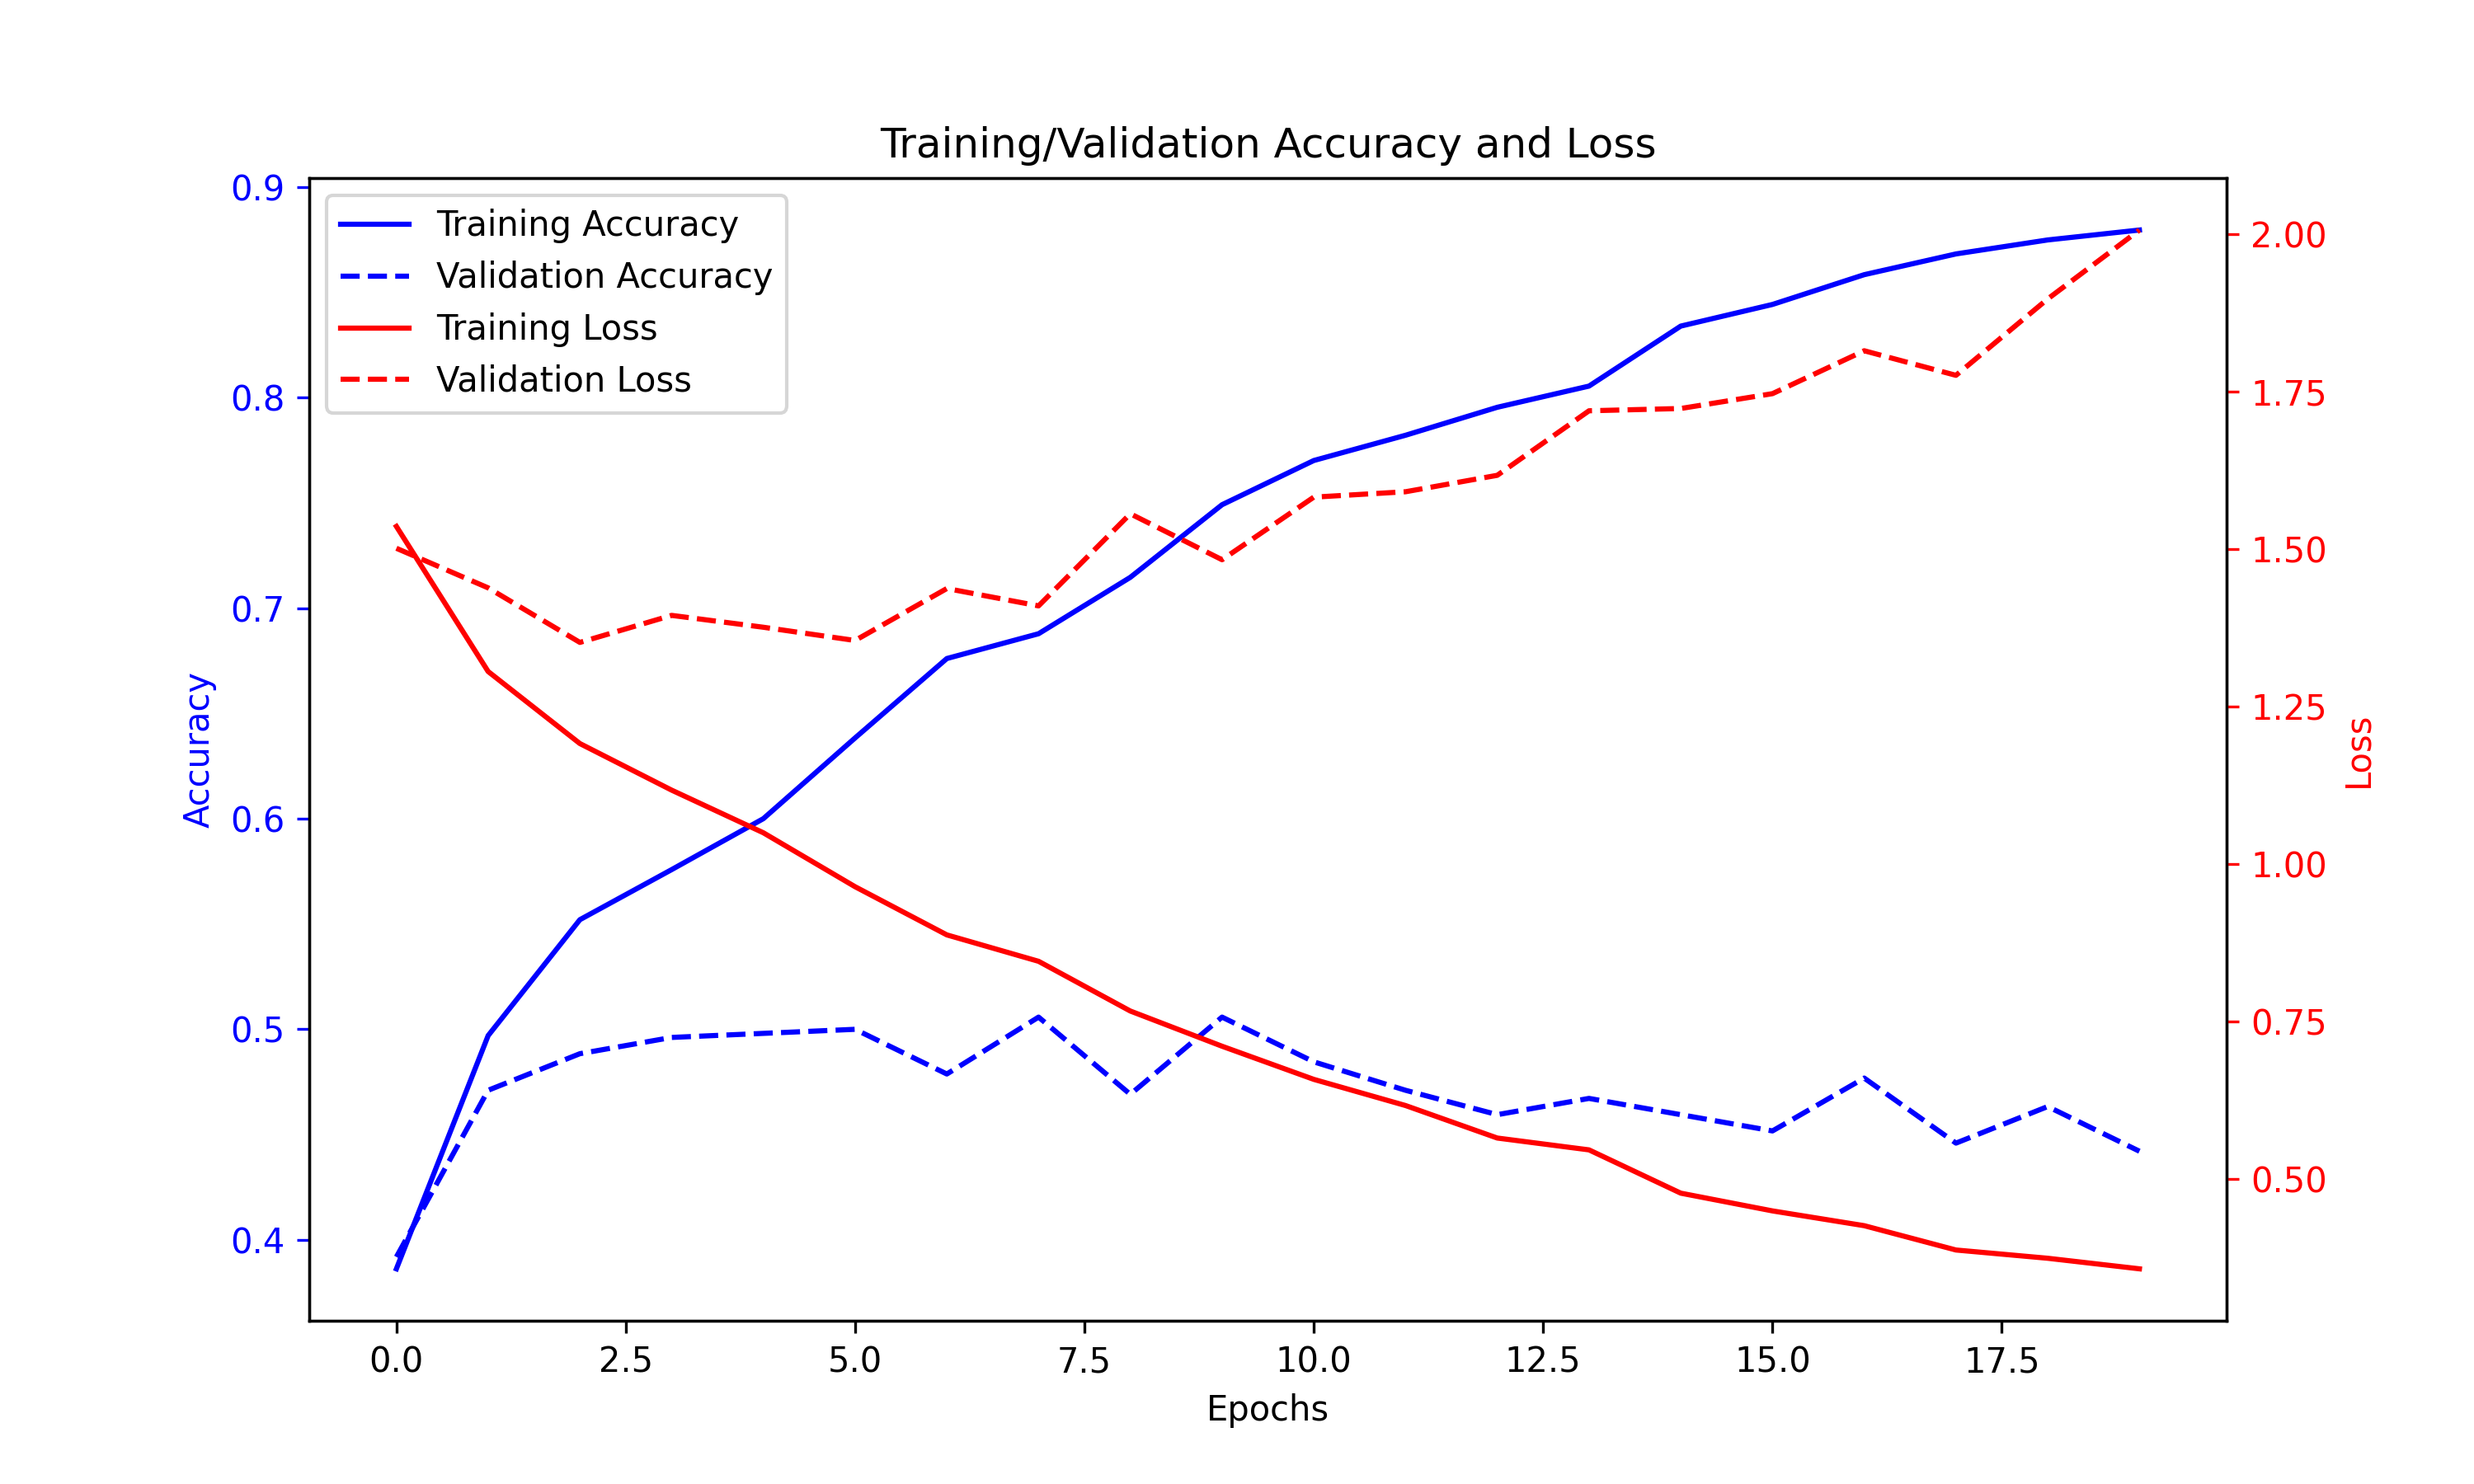 Training/Validation Accuracy and Loss
Training Accuracy
Validation Accuracy
Training Loss
Validation Loss
0.9
0.8
0.7
0.6
0.5
0.4
Accuracy
2.00
1.75
1.50
1.25
1.00
0.75
0.50
Loss
0.0 2.5 5.0 7.5 10.0 12.5 15.0 17.5
Epochs